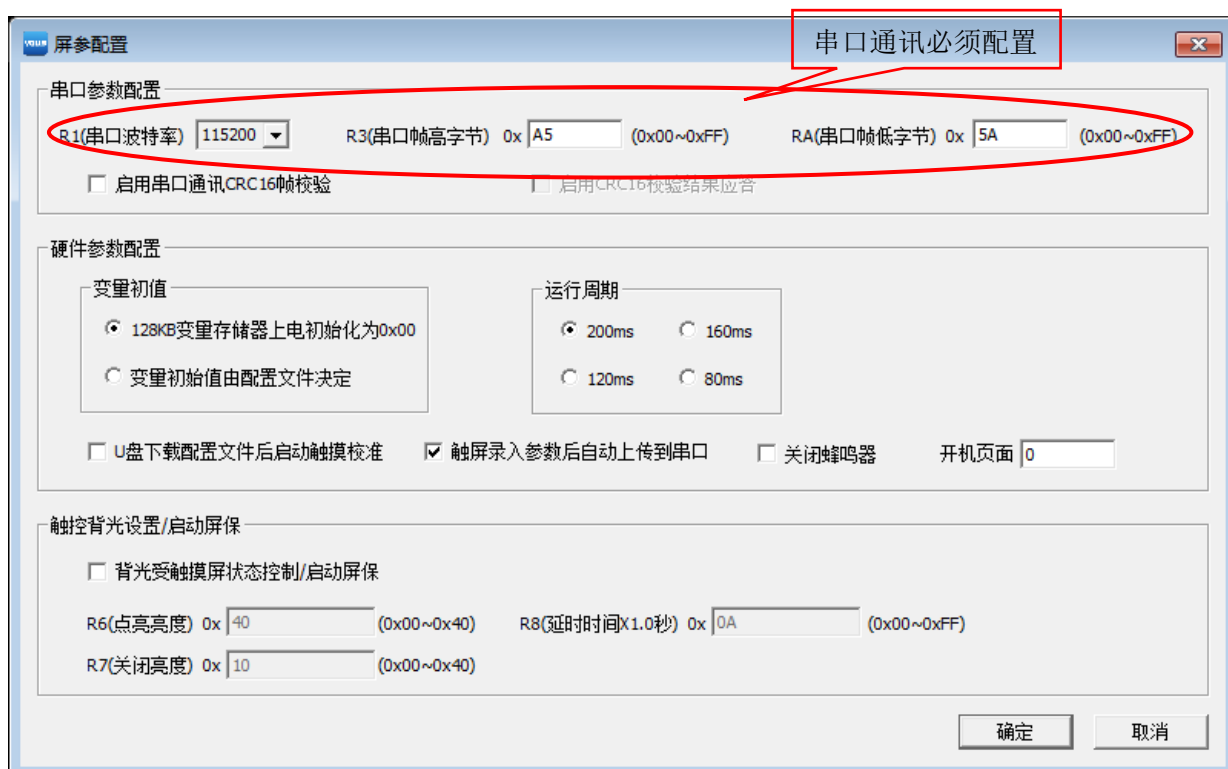 串口通讯必须配置
屏参配置
串口参数配置
R1(串口波特率) 115200 R3(串口帧高字节) 0x A5 (0x00~0xFF) RA(串口帧低字节) 0x 5A (0x00~0xFF)
启用串口通讯CRC16帧校验 启用CRC16校验结果应答
硬件参数配置
变量初值 运行周期
128KB变量存储器上电初始化为0x00 200ms 160ms
变量初始值由配置文件决定 120ms 80ms
U盘下载配置文件后启动触摸校准 触屏录入参数后自动上传到串口 关闭蜂鸣器 开机页面 0
触控背光设置/启动屏保
背光受触摸屏状态控制/启动屏保
R6(点亮亮度) 0x 40 (0x00~0x40) R8(延时时间X1.0秒) 0x 0A (0x00~0xFF)
R7(关闭亮度) 0x 10 (0x00~0x40)
确定 取消